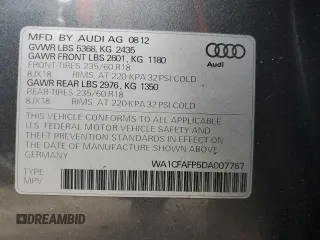 MFD. BY AUDI AG 08 12
GVWR LBS 5368, KG 2435
GAWR FRONT LBS 2601, KG 1180
FRONT-TIRES 235/60 R18
8JX18 RIMS, AT 220 KPA 32 PSI COLD
GAWR REAR LBS 2976, KG 1350
REAR-TIRES 235/60 R18
8JX18 RIMS, AT 220 KPA 32 PSI COLD
Audi
THIS VEHICLE CONFORMS TO ALL APPLICABLE
U.S. FEDERAL MOTOR VEHICLE SAFETY AND
THEFT PREVENTION STANDARDS IN EFFECT
ON THE DATE OF MANUFACTURE SHOWN ABOVE.
GERMANY
WA1CFAFP5DA007767
TYPE
MPV
DREAMBID